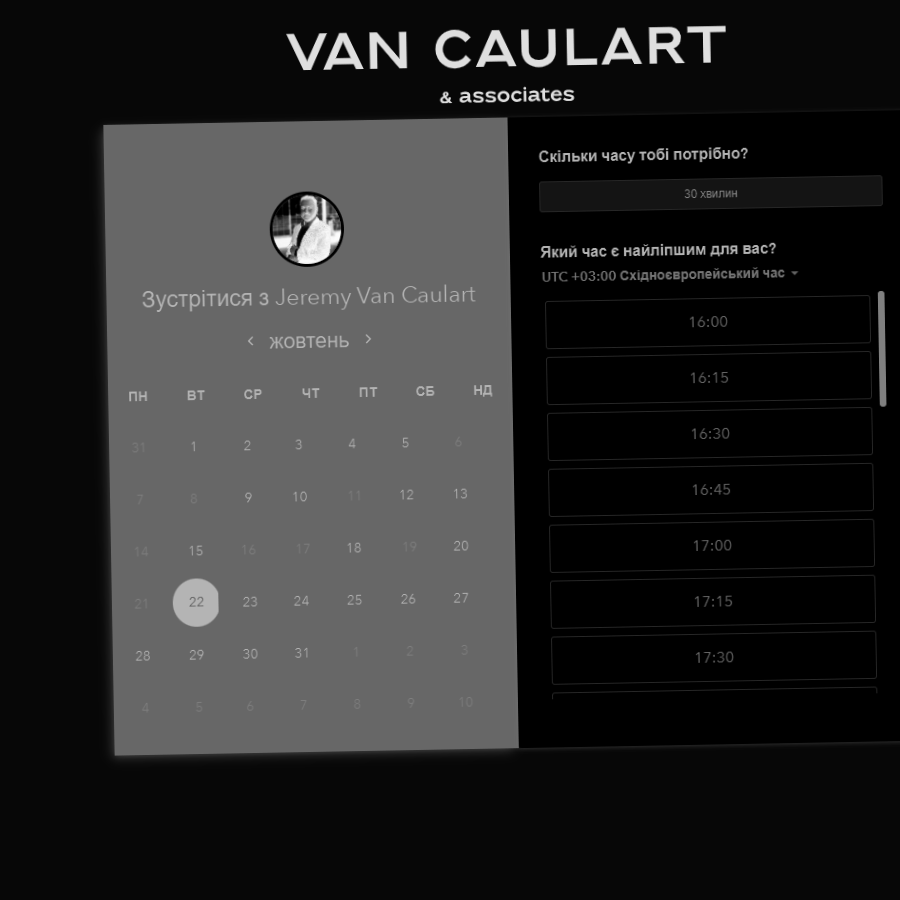 VAN CAULART
& associates
Зустрітися з Jeremy Van Caulart
жовтень
ПН ВТ СР ЧТ ПТ СБ НД
31 1 2 3 4 5 6
7 8 9 10 11 12 13
14 15 16 17 18 19 20
21 22 23 24 25 26 27
28 29 30 31 1 2 3
4 5 6 7 8 9 10
Скільки часу тобі потрібно?
30 хвилин
Який час є найліпшим для вас?
UTC +03:00 Східноєвропейський час
16:00
16:15
16:30
16:45
17:00
17:15
17:30